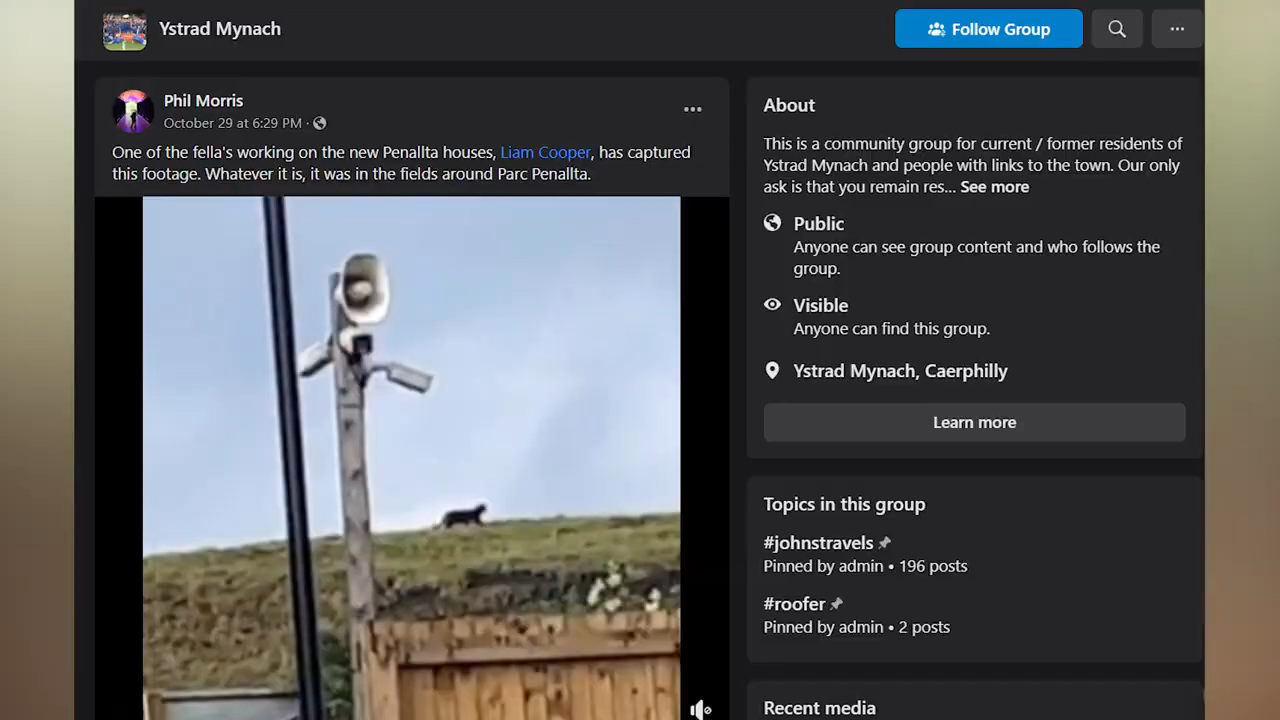 Ystrad Mynach
Follow Group
Phil Morris
October 29 at 6:29 PM ·
One of the fella's working on the new Penallta houses, Liam Cooper, has captured
this footage. Whatever it is, it was in the fields around Parc Penallta.
About
This is a community group for current / former residents of
Ystrad Mynach and people with links to the town. Our only
ask is that you remain res... See more
Public
Anyone can see group content and who follows the
group.
Visible
Anyone can find this group.
Ystrad Mynach, Caerphilly
Learn more
Topics in this group
#johnstravels
Pinned by admin • 196 posts
#roofer
Pinned by admin • 2 posts
Recent media